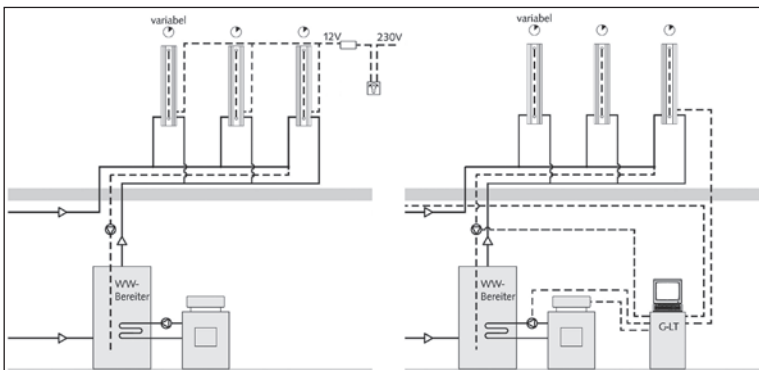 variabel
12V
230V
WW-
Bereiter
variabel
WW-
Bereiter
G-LT